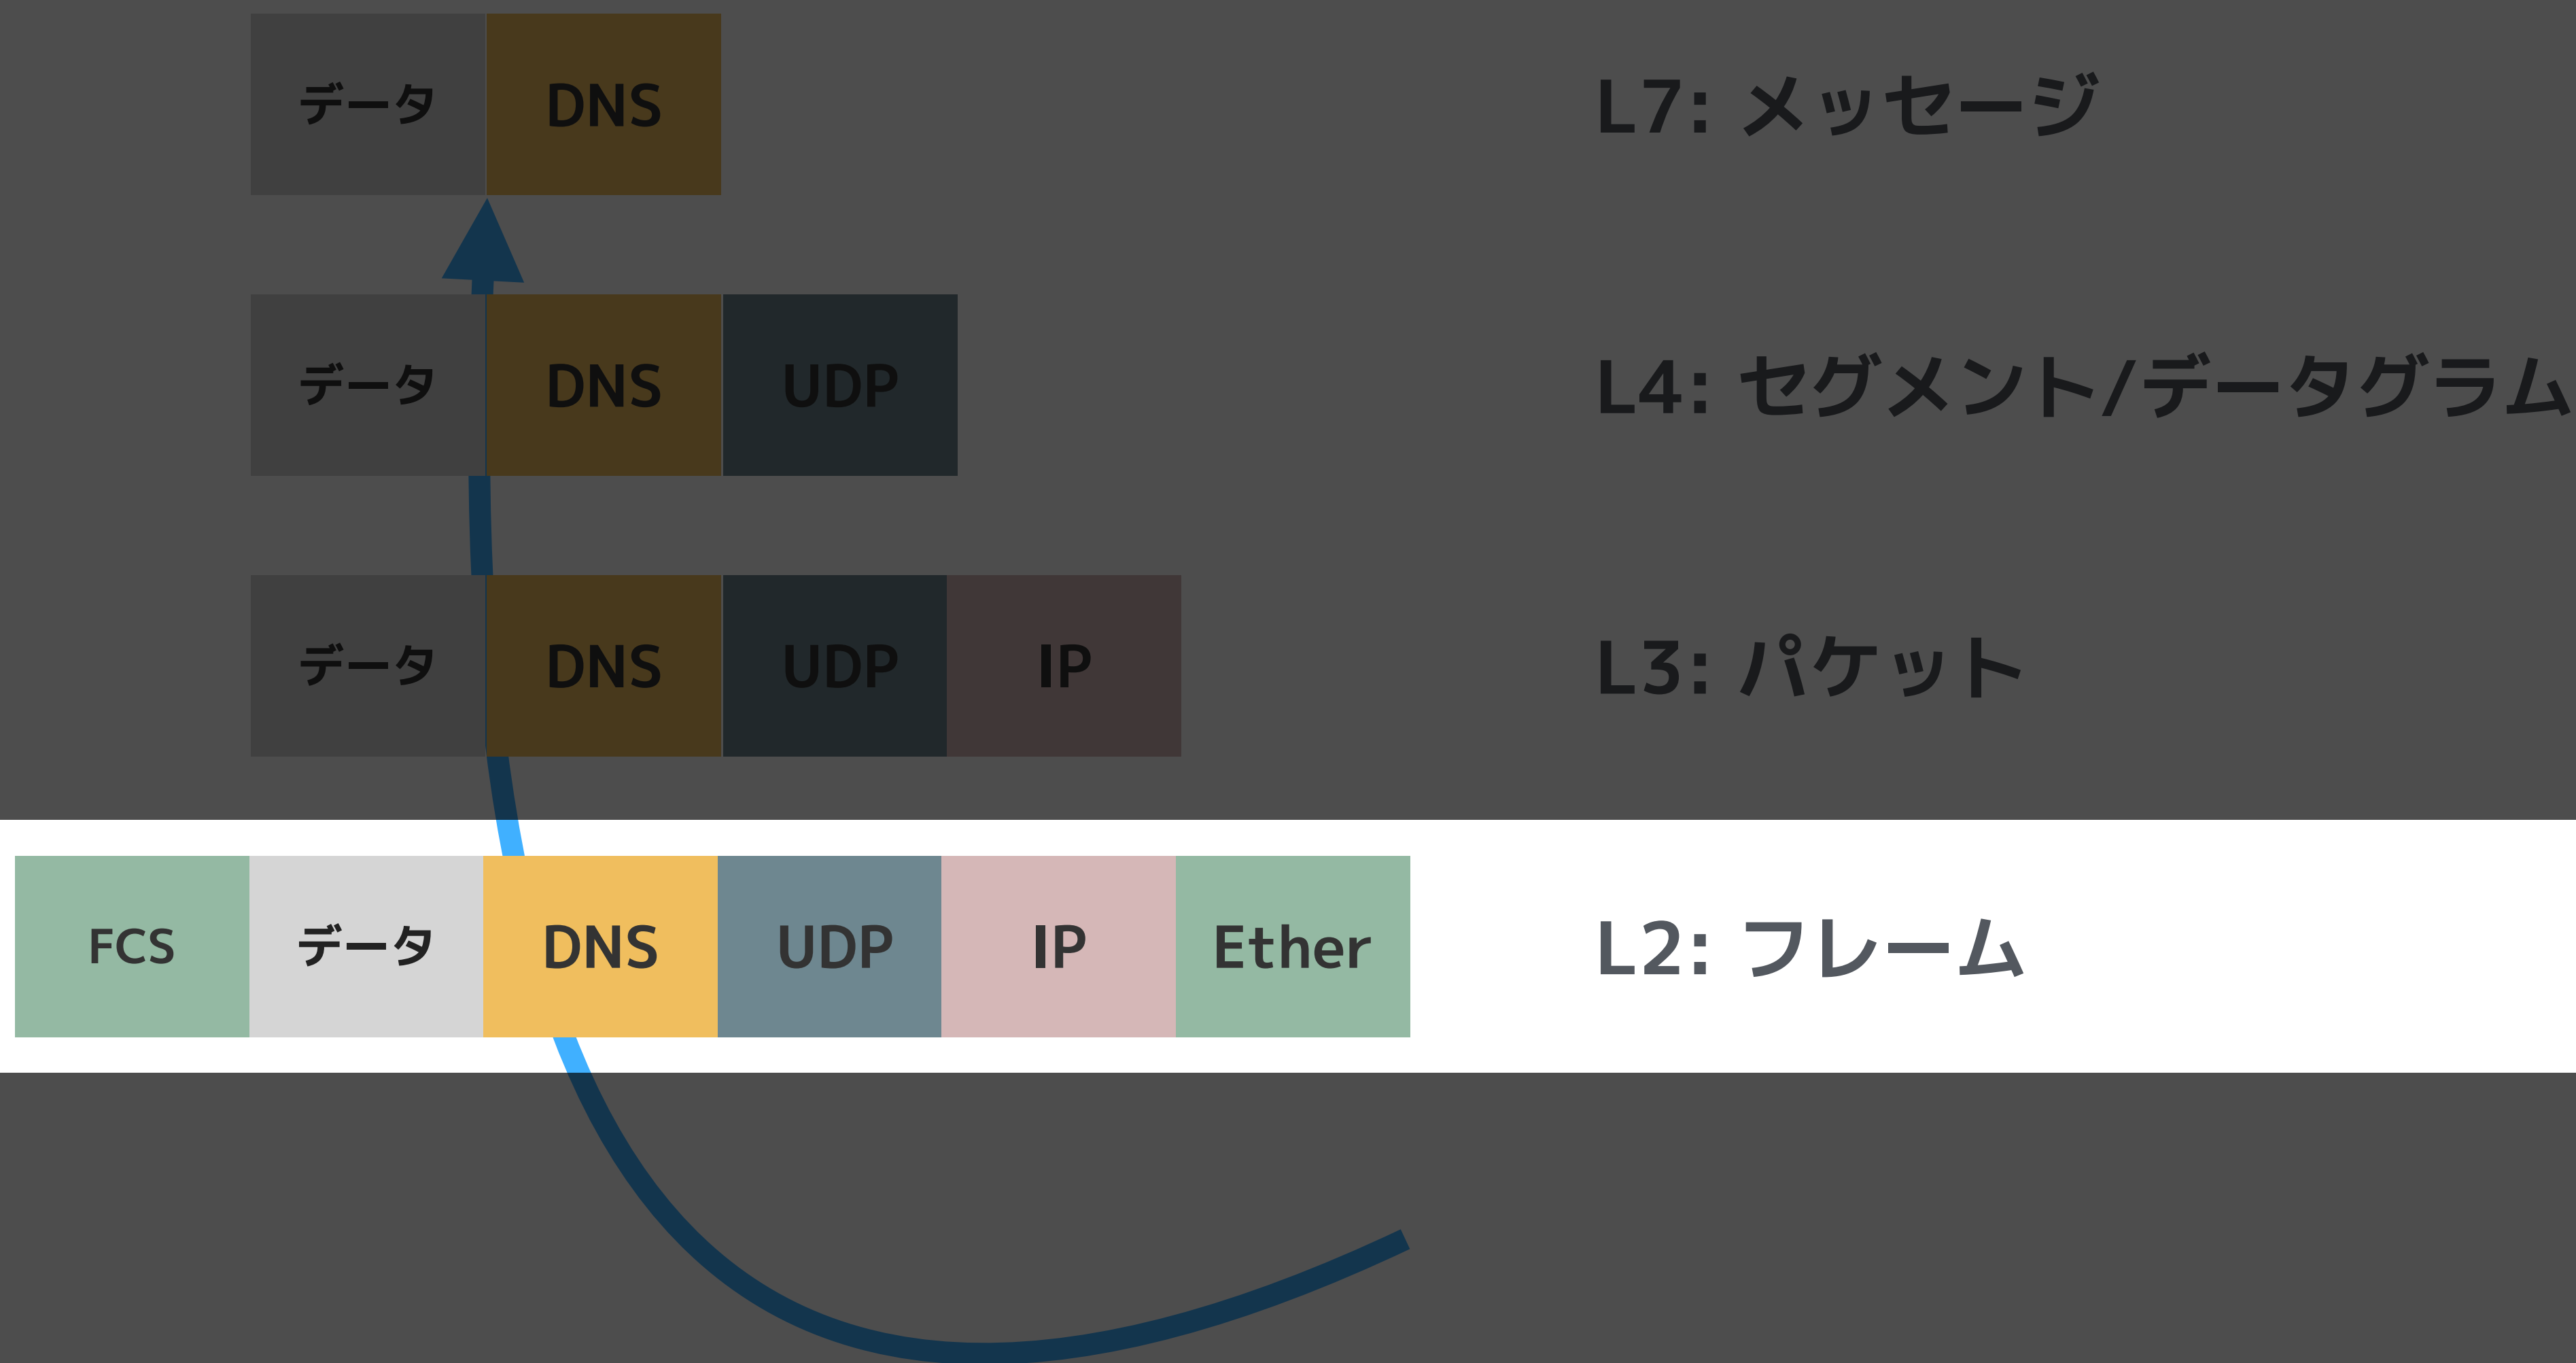 データ DNS L7: メッセージ
データ DNS UDP L4: セグメント/データグラム
データ DNS UDP IP L3: パケット
FCS データ DNS UDP IP Ether L2: フレーム